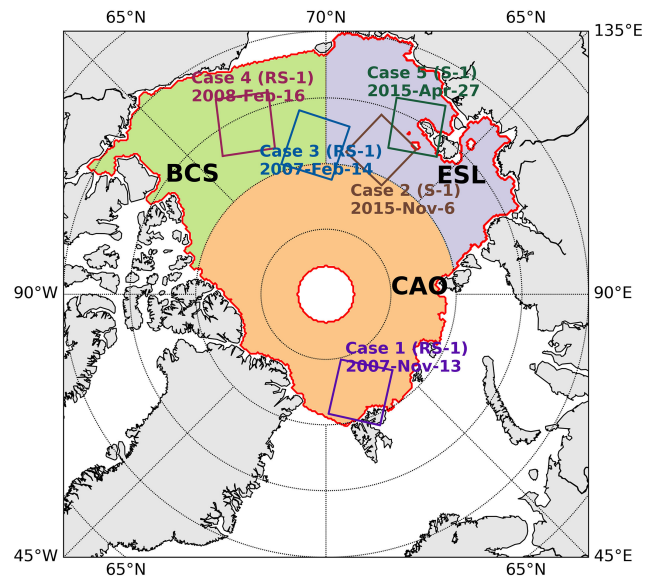 65°N 70°N 65°N 135°E
Case 4 (RS-1)
2008-Feb-16
Case 5 (S-1)
2015-Apr-27
Case 3 (RS-1)
2007-Feb-14
BCS
ESL
Case 2 (S-1)
2015-Nov-6
CAO
90°W 90°E
Case 1 (RS-1)
2007-Nov-13
45°W 45°E
65°N 65°N